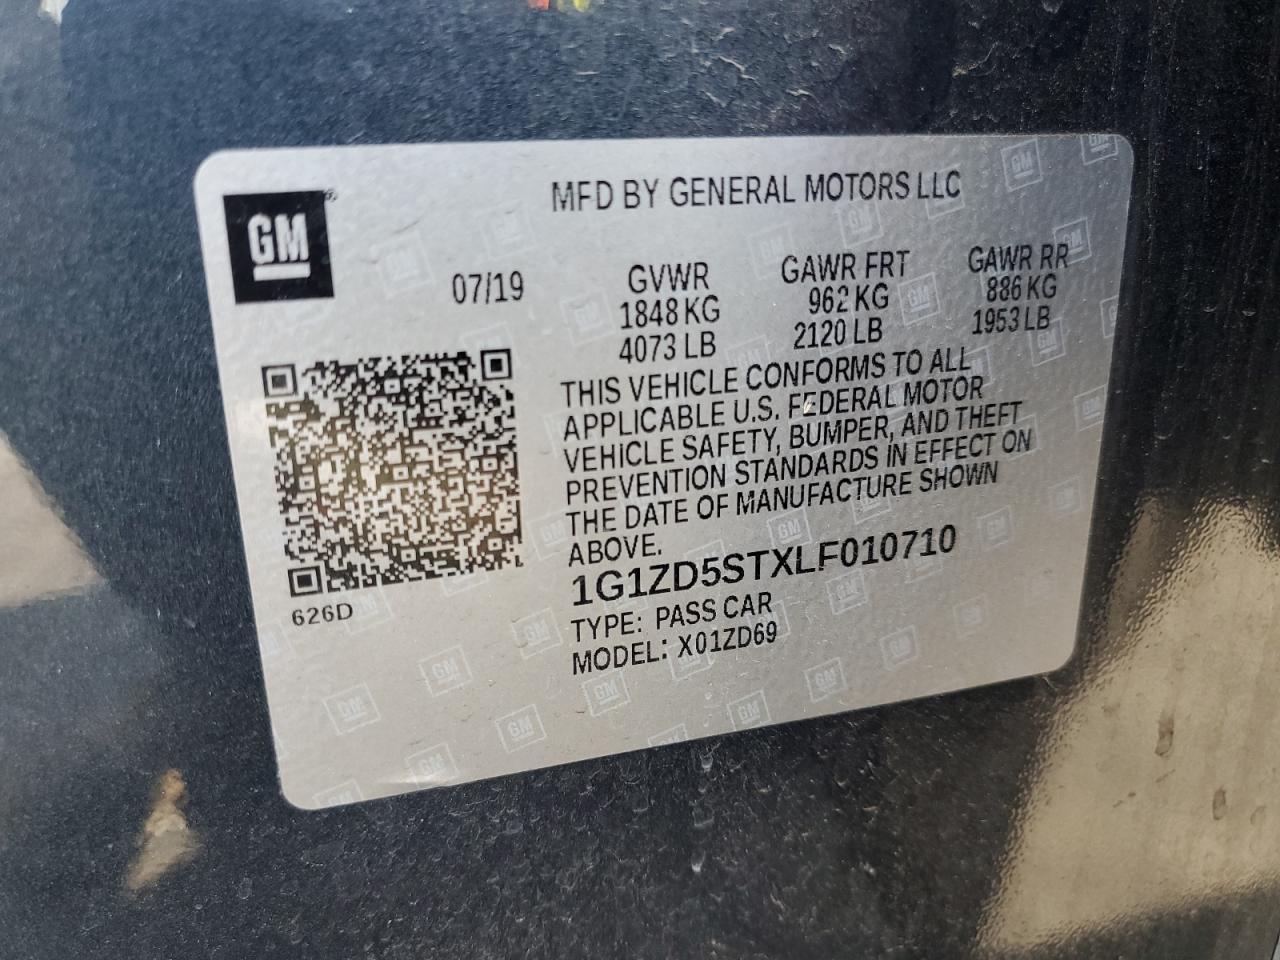 GM
MFD BY GENERAL MOTORS LLC
07/19
GVWR
1848 KG
4073 LB
GAWR FRT
962 KG
2120 LB
GAWR RR
886 KG
1953 LB
THIS VEHICLE CONFORMS TO ALL
APPLICABLE U.S. FEDERAL MOTOR
VEHICLE SAFETY, BUMPER, AND THEFT
PREVENTION STANDARDS IN EFFECT ON
THE DATE OF MANUFACTURE SHOWN
ABOVE.
1G1ZD5STXLF010710
TYPE: PASS CAR
MODEL: X01ZD69
626D